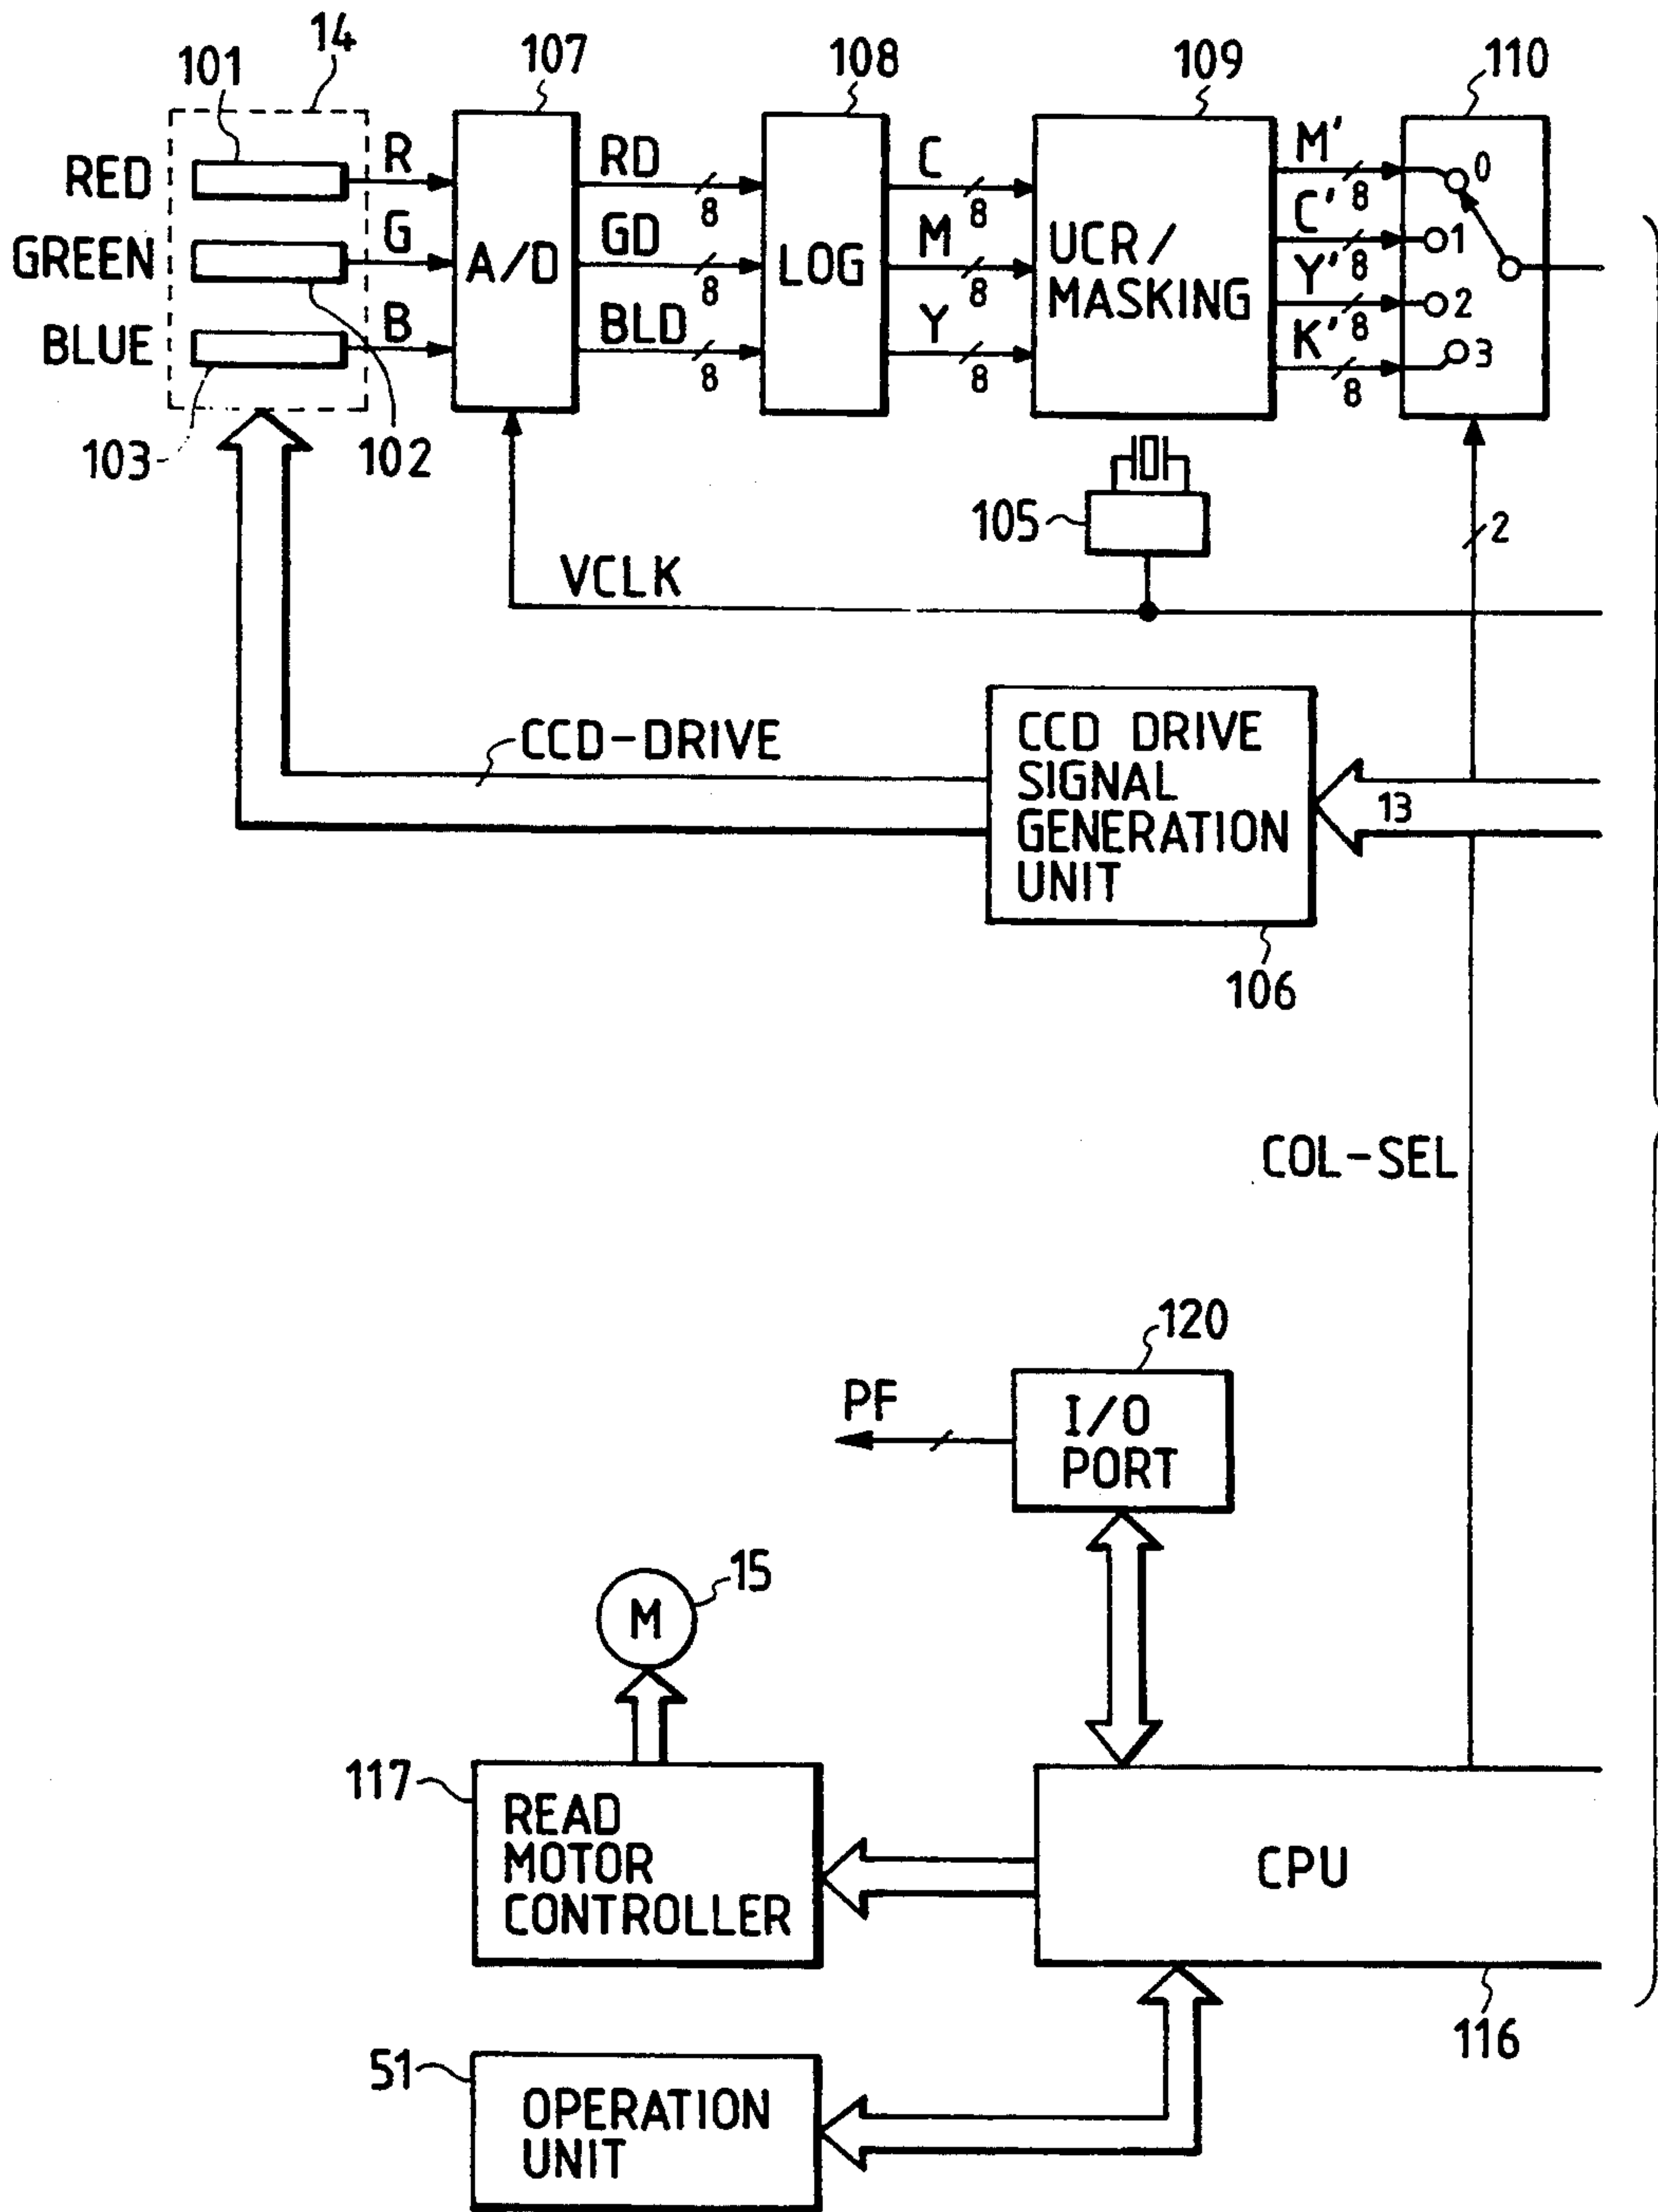 14
101
107
108
109
110
RED
R
RD
8
C
8
M'
8
0
GREEN
G
A/D
GD
8
LOG
M
8
UCR/
MASKING
C'
8
1
Y'
8
2
BLUE
B
BLD
8
Y
8
K'
8
3
103
102
105
2
VCLK
CCD-DRIVE
CCD DRIVE
SIGNAL
GENERATION
UNIT
13
106
COL-SEL
120
PF
I/O
PORT
15
M
117
READ
MOTOR
CONTROLLER
CPU
116
51
OPERATION
UNIT